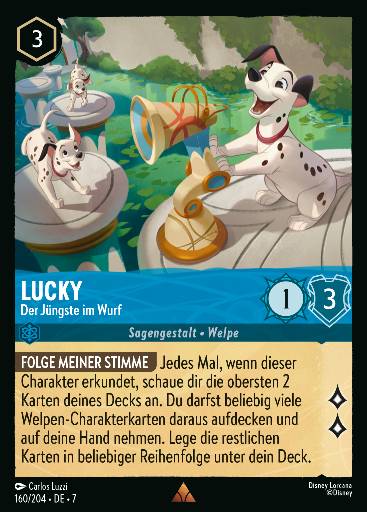 3
LUCKY
Der Jüngste im Wurf
1
3
Sagengestalt • Welpe
FOLGE MEINER STIMME Jedes Mal, wenn dieser
Charakter erkundet, schaue dir die obersten 2
Karten deines Decks an. Du darfst beliebig viele
Welpen-Charakterkarten daraus aufdecken und
auf deine Hand nehmen. Lege die restlichen
Karten in beliebiger Reihenfolge unter dein Deck.
Carlos Luzzi
160/204 • DE • 7
Disney Lorcana
©Disney